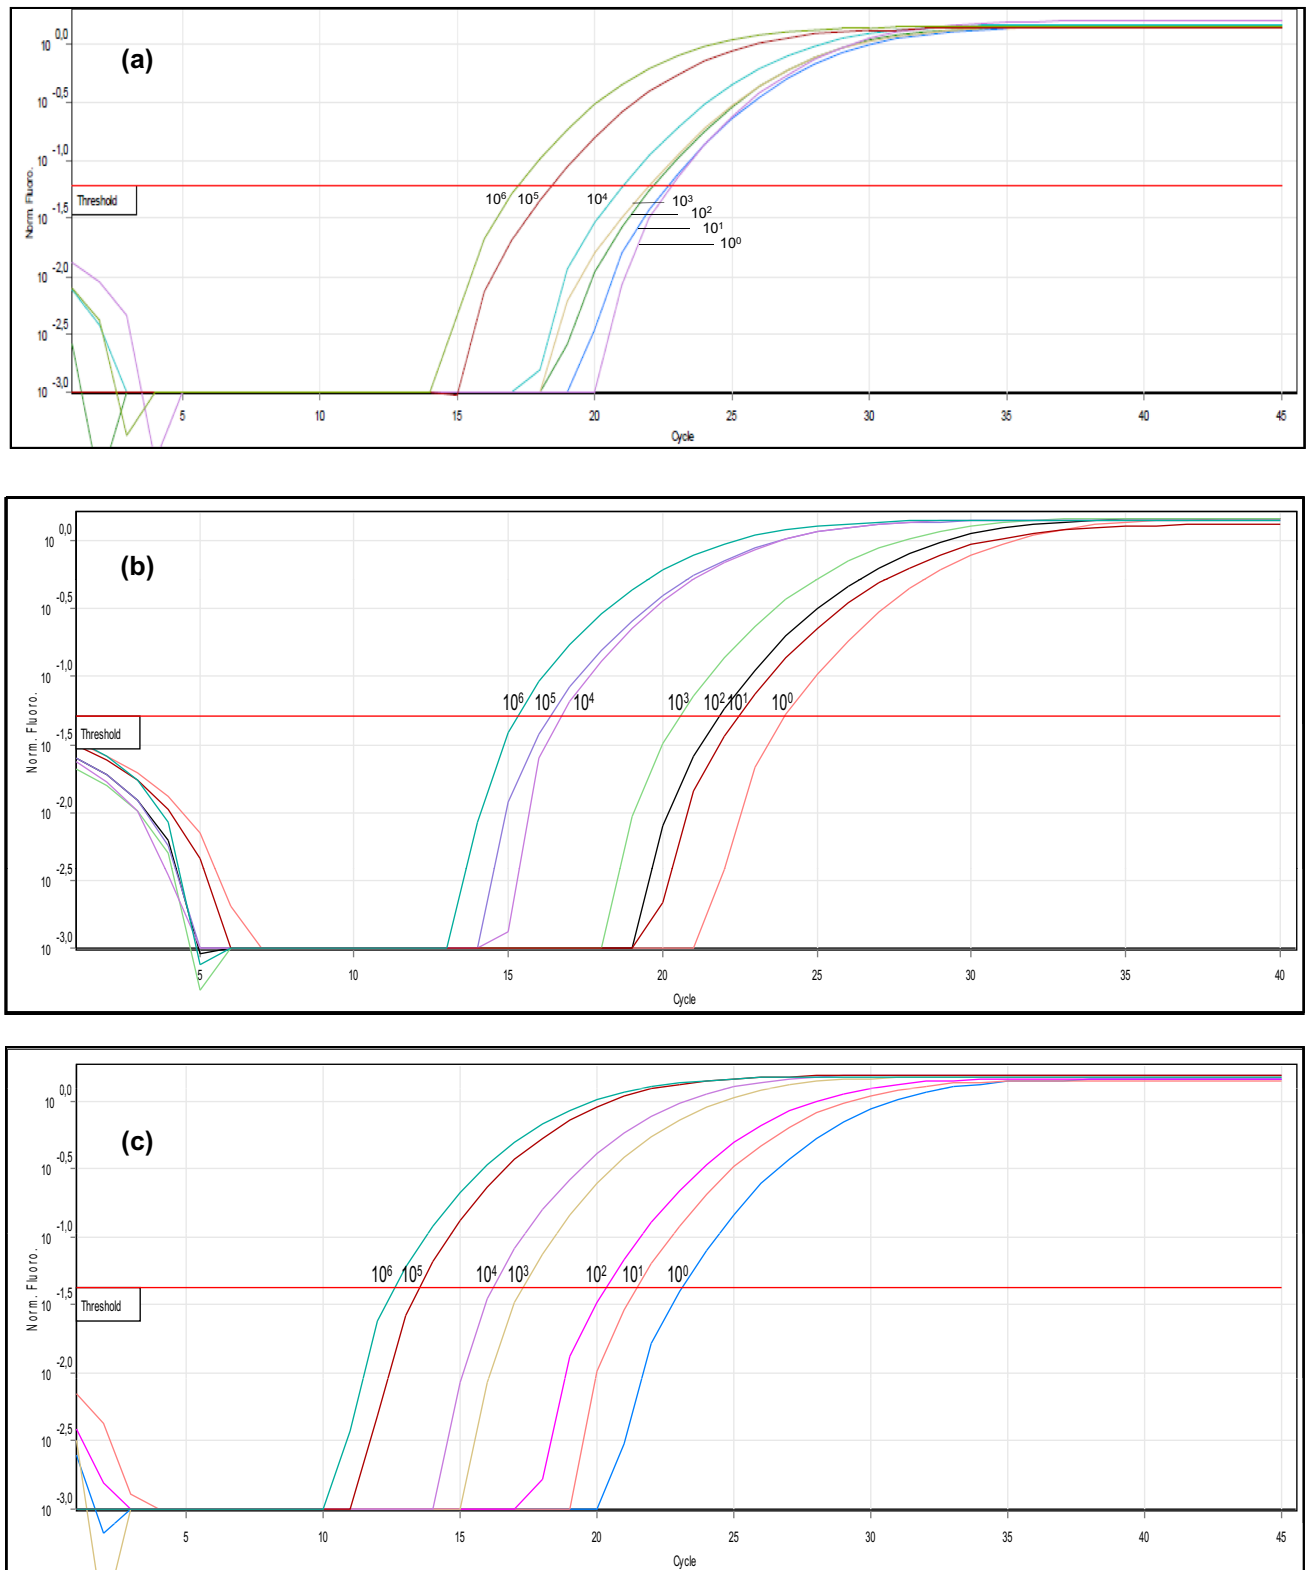 (a)
10 0,0
10 -0,5
10 -1,0
10 -1,5
10 -2,0
10 -2,5
10 -3,0
Norm. Fluoro.
Threshold
10⁶ 10⁵ 10⁴ 10³
10²
10¹
10⁰
5 10 15 20 25 30 35 40 45
Cycle
(b)
10 0,0
10 -0,5
10 -1,0
10 -1,5
10 -2,0
10 -2,5
10 -3,0
Norm. Fluoro.
Threshold
10⁶ 10⁵ 10⁴ 10³ 10² 10¹ 10⁰
5 10 15 20 25 30 35 40
Cycle
(c)
10 0,0
10 -0,5
10 -1,0
10 -1,5
10 -2,0
10 -2,5
10 -3,0
Norm. Fluoro.
Threshold
10⁶ 10⁵ 10⁴ 10³ 10² 10¹ 10⁰
5 10 15 20 25 30 35 40 45
Cycle